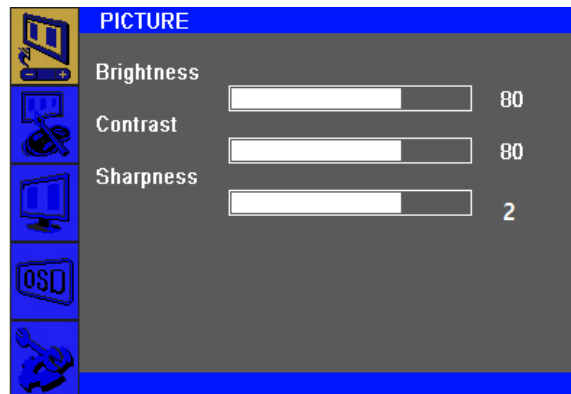 PICTURE
Brightness
80
Contrast
80
Sharpness
2
OSD